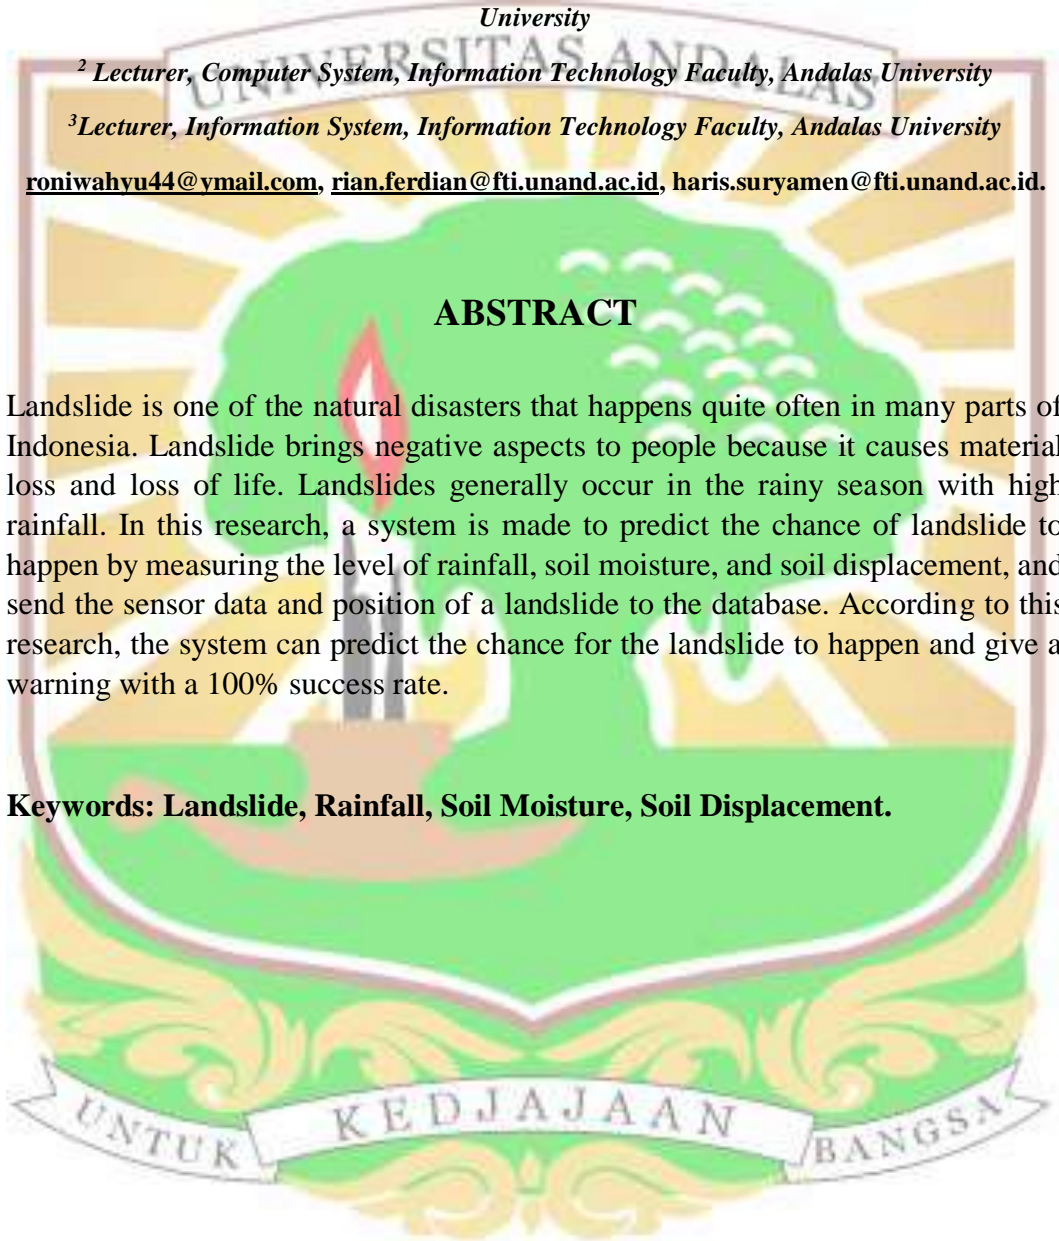 University
UNIVERSITAS ANDALAS
² Lecturer, Computer System, Information Technology Faculty, Andalas University
³Lecturer, Information System, Information Technology Faculty, Andalas University
roniwahyu44@ymail.com, rian.ferdian@fti.unand.ac.id, haris.suryamen@fti.unand.ac.id.
ABSTRACT
Landslide is one of the natural disasters that happens quite often in many parts of
Indonesia. Landslide brings negative aspects to people because it causes material
loss and loss of life. Landslides generally occur in the rainy season with high
rainfall. In this research, a system is made to predict the chance of landslide to
happen by measuring the level of rainfall, soil moisture, and soil displacement, and
send the sensor data and position of a landslide to the database. According to this
research, the system can predict the chance for the landslide to happen and give a
warning with a 100% success rate.
Keywords: Landslide, Rainfall, Soil Moisture, Soil Displacement.
UNTUK KEDJAJAAN BANGSA